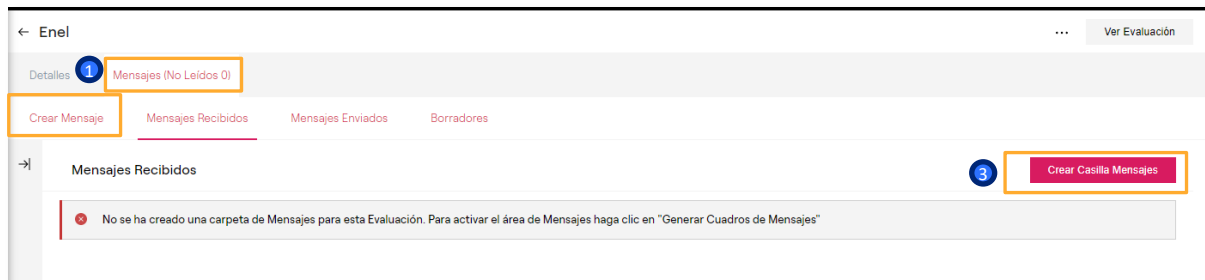 ← Enel
... Ver Evaluación
Detalles 1 Mensajes (No Leídos 0)
Crear Mensaje Mensajes Recibidos Mensajes Enviados Borradores
Mensajes Recibidos 3 Crear Casilla Mensajes
No se ha creado una carpeta de Mensajes para esta Evaluación. Para activar el área de Mensajes haga clic en "Generar Cuadros de Mensajes"